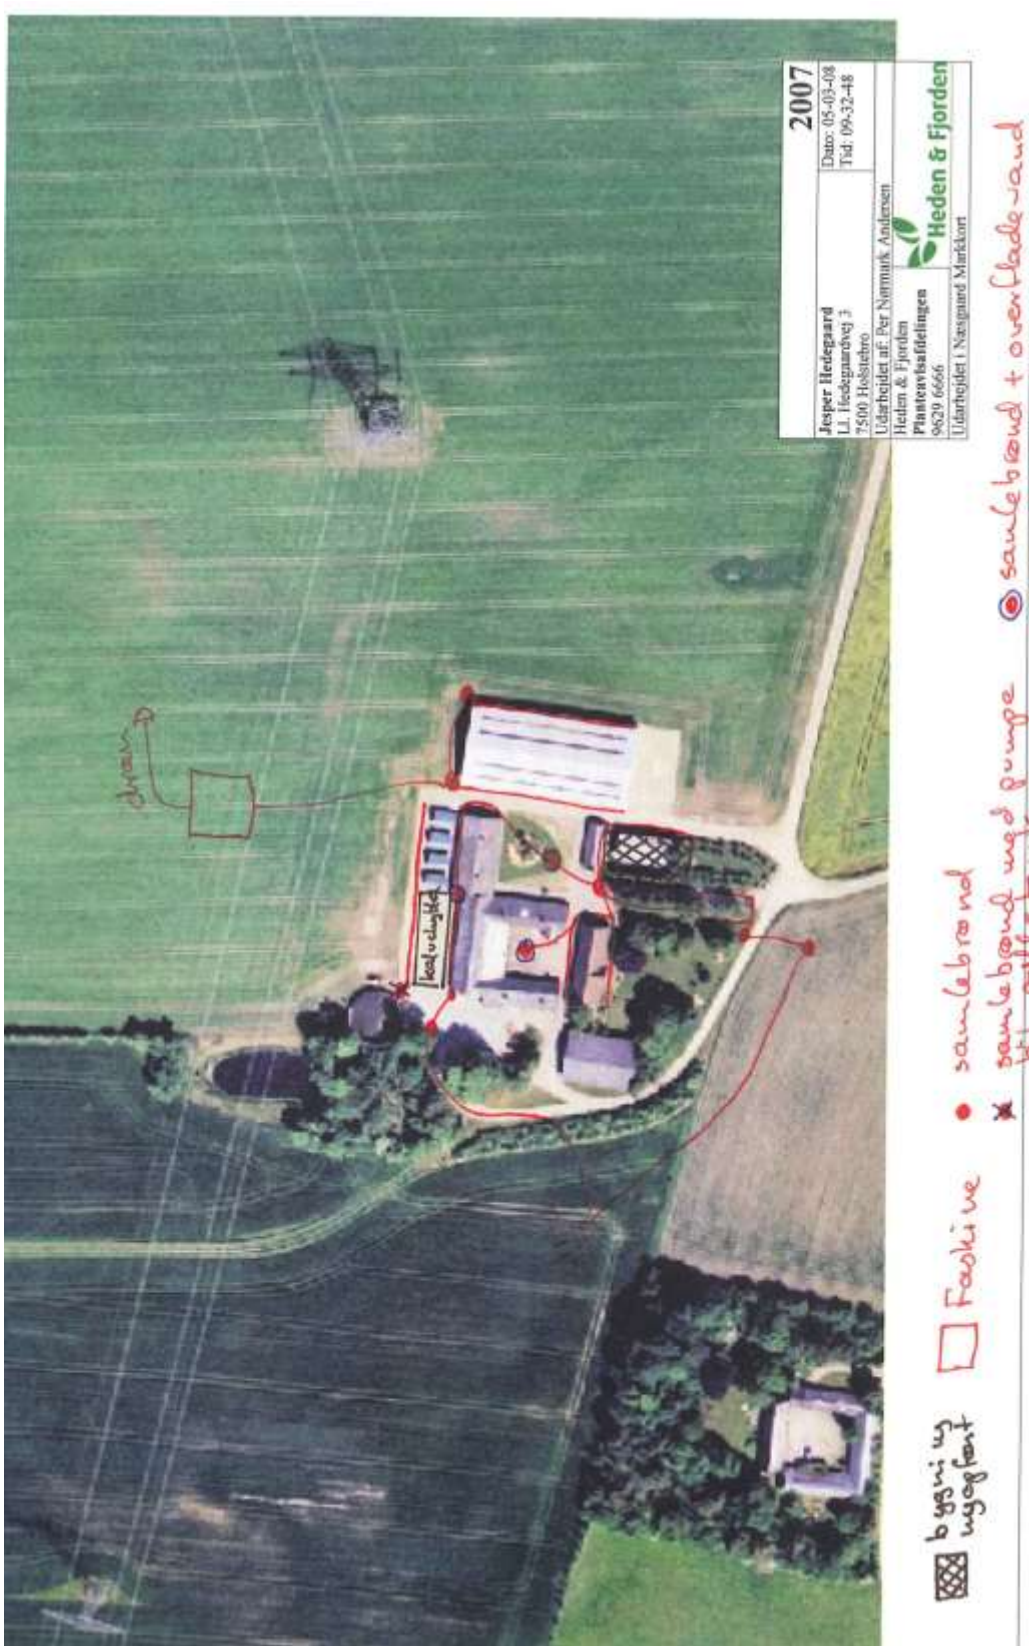 2007
Jesper Hedegaard
Ll. Hedegaardvej 3
7500 Holstebro
Dato: 05-03-08
Tid: 09-32-48
Udarbejdet af: Per Nørmark Andersen
Heden & Fjorden
Planteavlsafdelingen
9629 6666
Heden & Fjorden
Udarbejdet i Næsgaard Markkort
dræn
kalvehytter
bygning
nyopført
Faskine
samlebrønd
samlebrønd med pumpe
samlebrønd + overfladevand